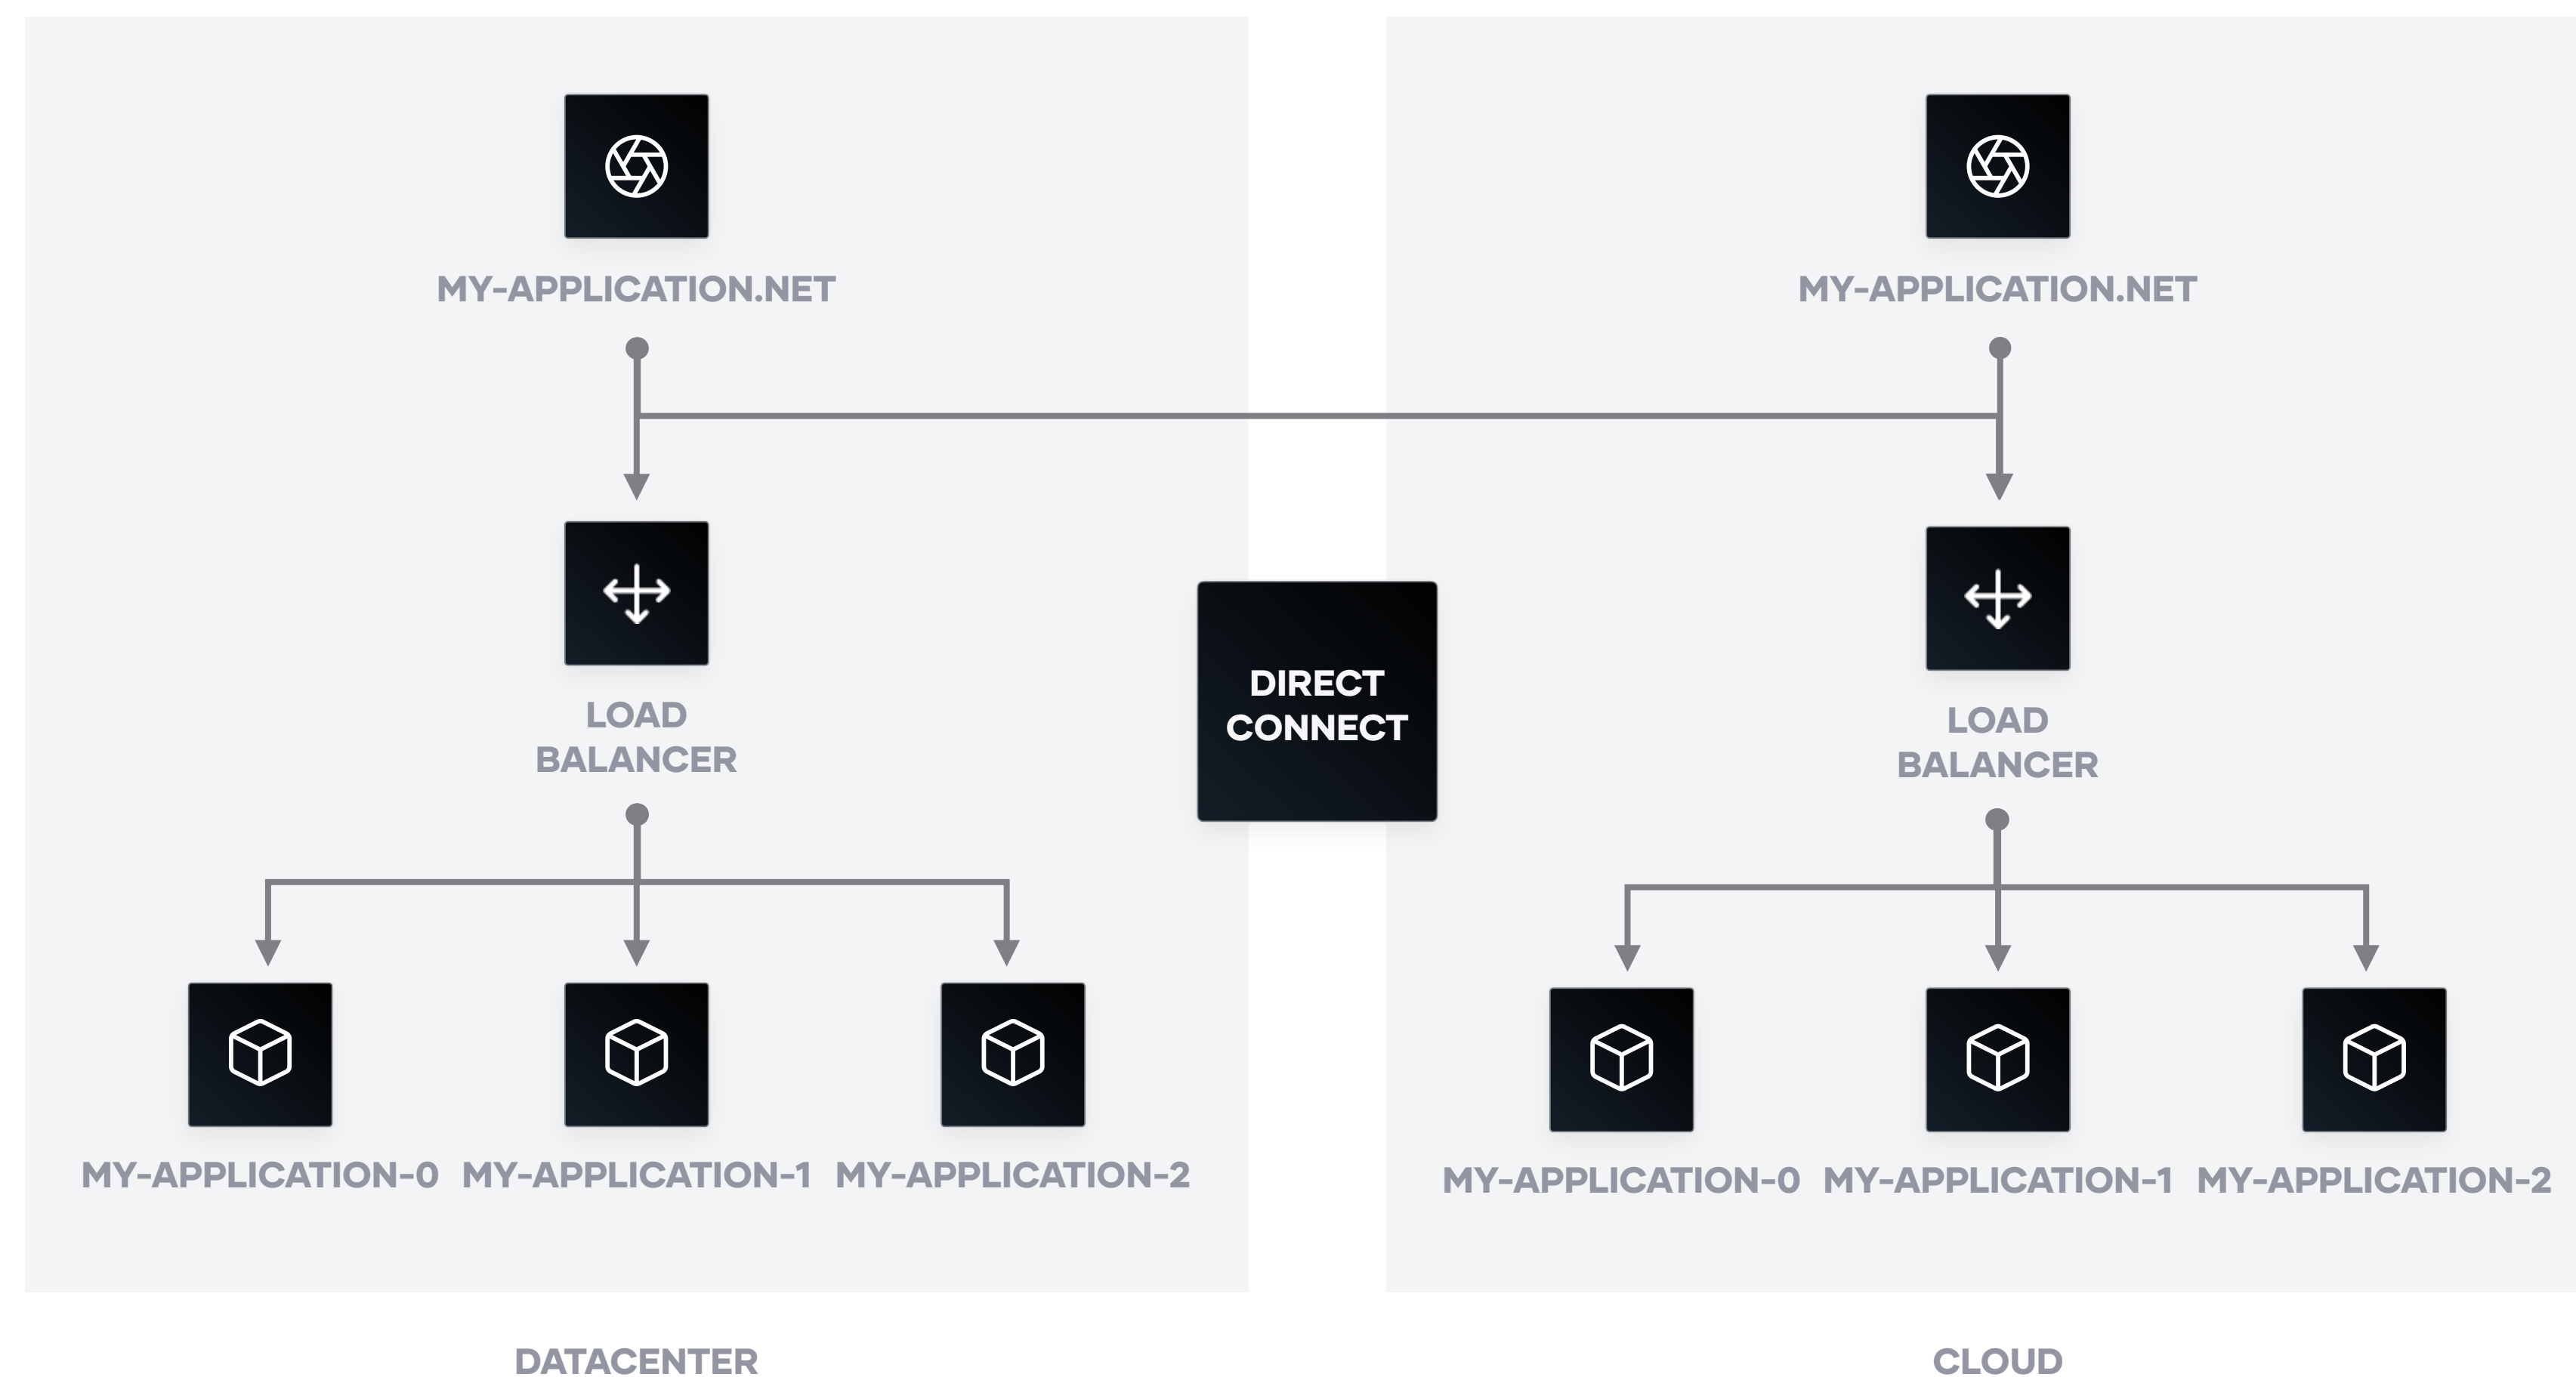 MY-APPLICATION.NET
MY-APPLICATION.NET
LOAD
BALANCER
DIRECT
CONNECT
LOAD
BALANCER
MY-APPLICATION-0
MY-APPLICATION-1
MY-APPLICATION-2
MY-APPLICATION-0
MY-APPLICATION-1
MY-APPLICATION-2
DATACENTER
CLOUD